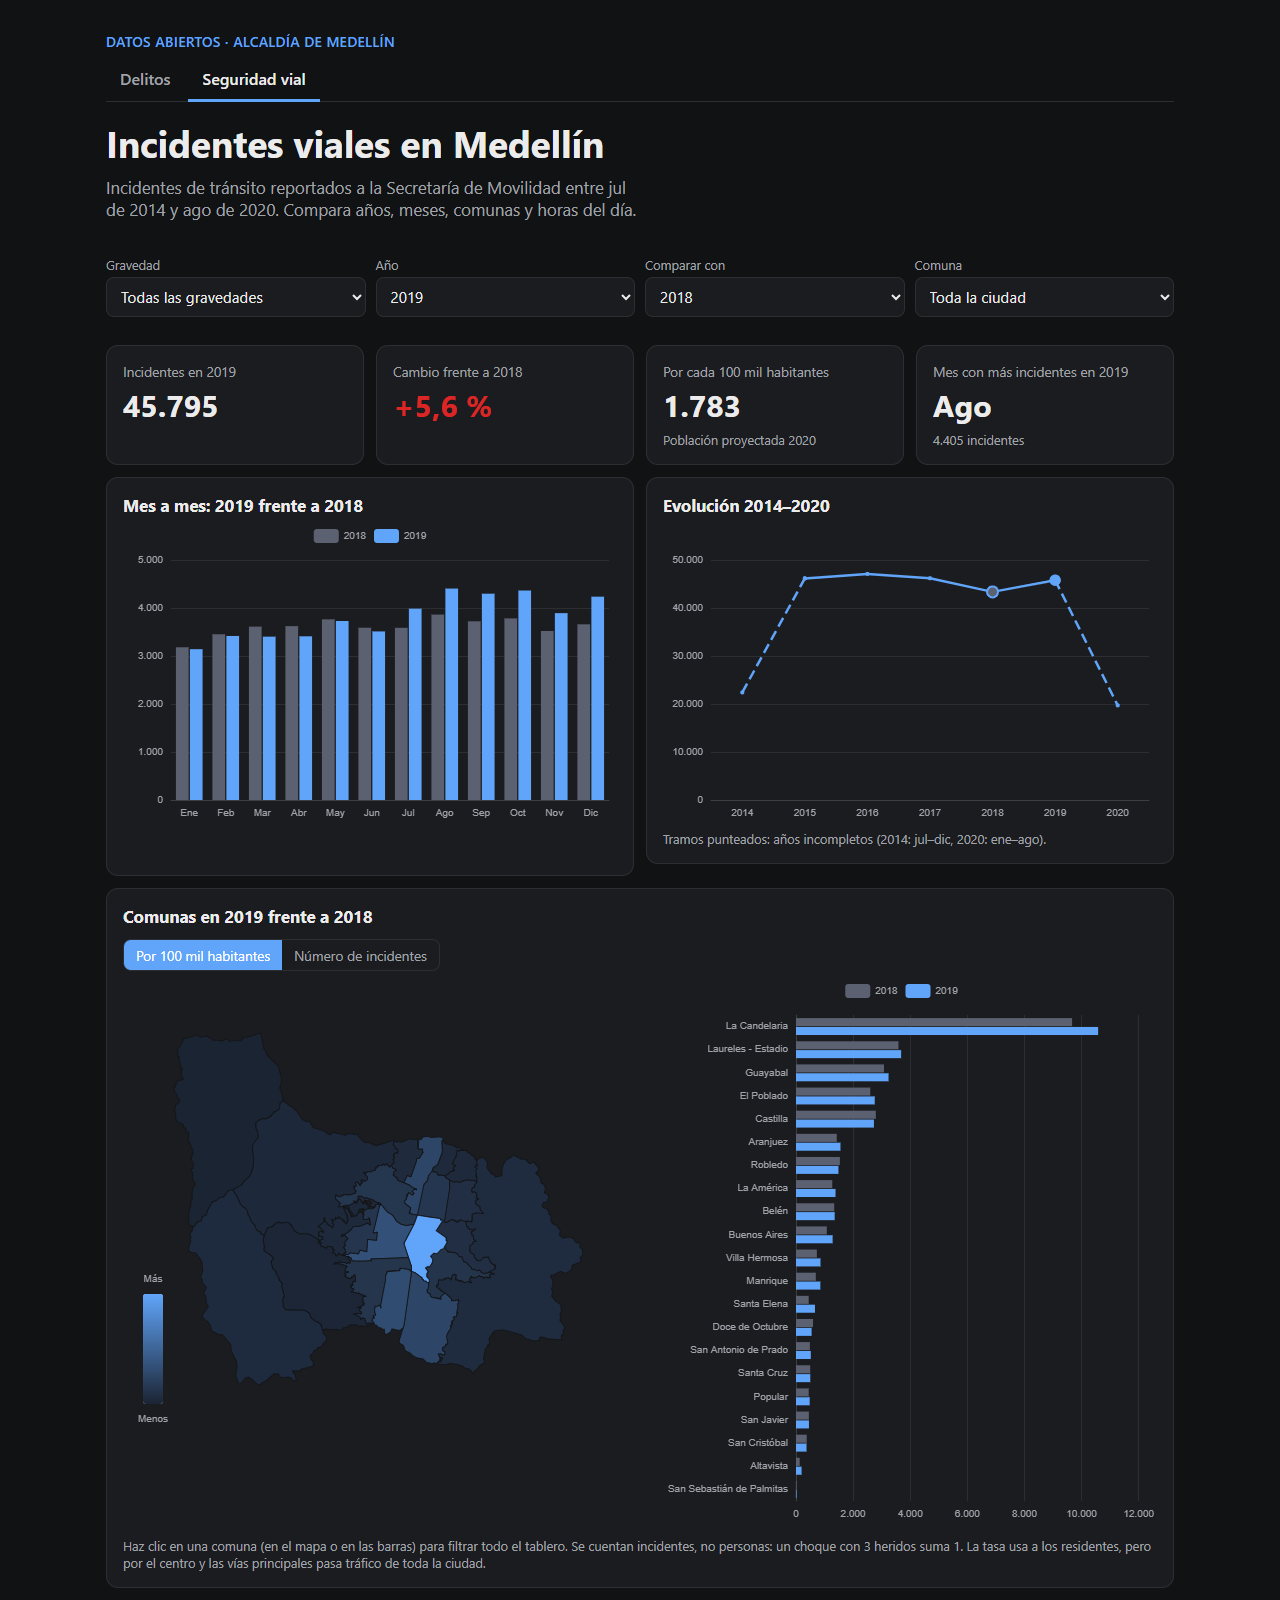 DATOS ABIERTOS · ALCALDÍA DE MEDELLÍN
Delitos
Seguridad vial
Incidentes viales en Medellín
Incidentes de tránsito reportados a la Secretaría de Movilidad entre jul
de 2014 y ago de 2020. Compara años, meses, comunas y horas del día.
Gravedad
Año
Comparar con
Comuna
Todas las gravedades
2019
2018
Toda la ciudad
Incidentes en 2019
45.795
Cambio frente a 2018
+5,6 %
Por cada 100 mil habitantes
1.783
Población proyectada 2020
Mes con más incidentes en 2019
Ago
4.405 incidentes
Mes a mes: 2019 frente a 2018
2018
2019
5.000
4.000
3.000
2.000
1.000
0
Ene
Feb
Mar
Abr
May
Jun
Jul
Ago
Sep
Oct
Nov
Dic
Evolución 2014–2020
50.000
40.000
30.000
20.000
10.000
0
2014
2015
2016
2017
2018
2019
2020
Tramos punteados: años incompletos (2014: jul–dic, 2020: ene–ago).
Comunas en 2019 frente a 2018
Por 100 mil habitantes
Número de incidentes
Más
Menos
2018
2019
La Candelaria
Laureles - Estadio
Guayabal
El Poblado
Castilla
Aranjuez
Robledo
La América
Belén
Buenos Aires
Villa Hermosa
Manrique
Santa Elena
Doce de Octubre
San Antonio de Prado
Santa Cruz
Popular
San Javier
San Cristóbal
Altavista
San Sebastián de Palmitas
0
2.000
4.000
6.000
8.000
10.000
12.000
Haz clic en una comuna (en el mapa o en las barras) para filtrar todo el tablero. Se cuentan incidentes, no personas: un choque con 3 heridos suma 1. La tasa usa a los residentes, pero
por el centro y las vías principales pasa tráfico de toda la ciudad.